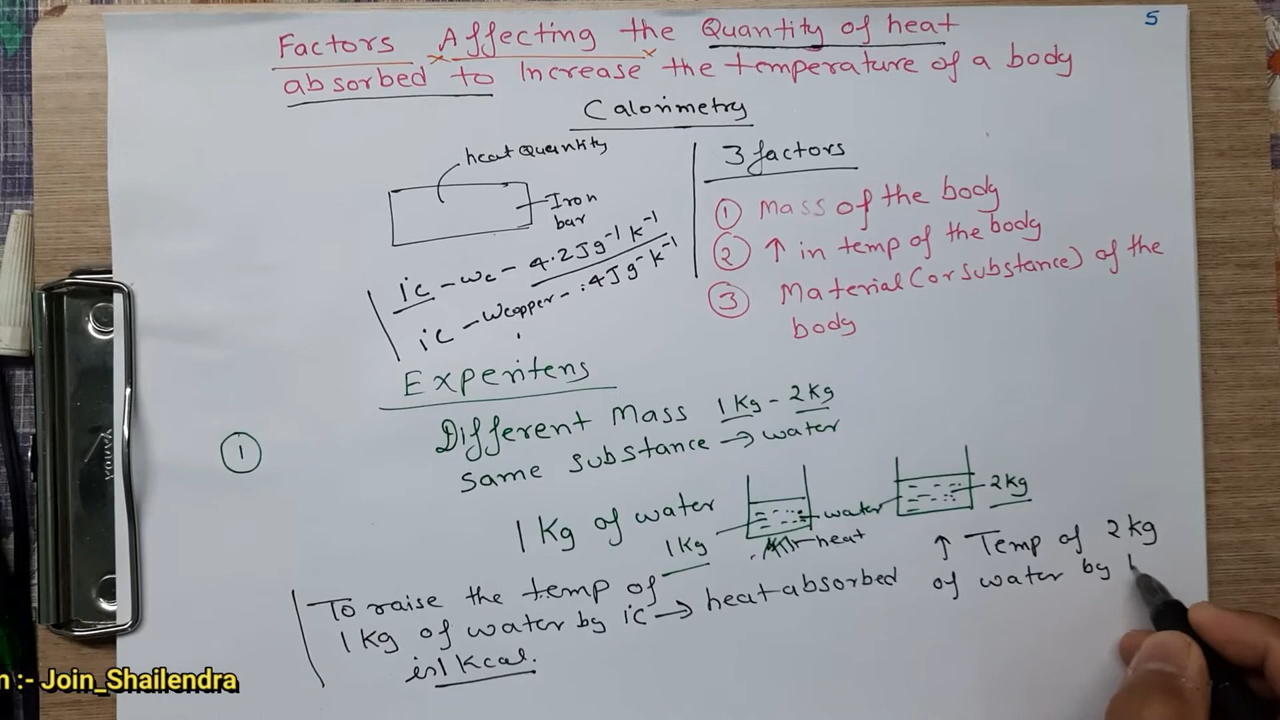 5
Factors Affecting the Quantity of heat
absorbed to Increase the temperature of a body
Calorimetry
heat Quantity
Iron
bar
1c - wc - 4.2Jg⁻¹k⁻¹
1c - Wcopper - :4Jg⁻k⁻¹
3 factors
① Mass of the body
② ↑ in temp of the body
③ Material (or substance) of the
body
Experitens
① Different Mass 1Kg - 2Kg
same substance → water
1Kg of water
1Kg
water
2Kg
heat
To raise the temp of
1Kg of water by 1c → heat absorbed
is 1 Kcal.
↑ Temp of 2kg
of water by
:- Join_Shailendra